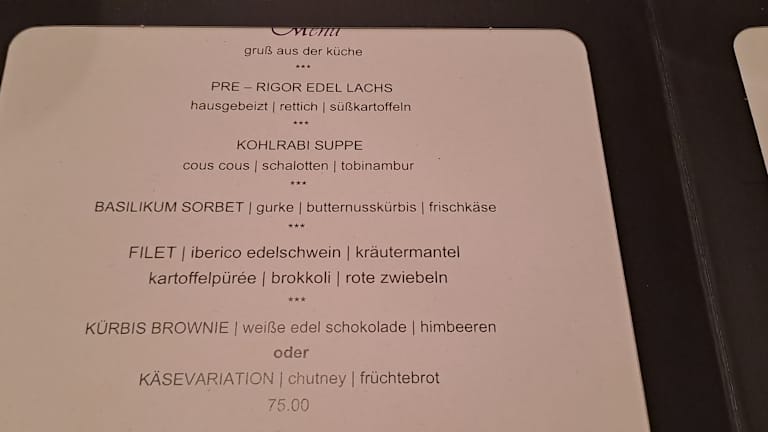 Menü
gruß aus der küche
***
PRE – RIGOR EDEL LACHS
hausgebeizt | rettich | süßkartoffeln
***
KOHLRABI SUPPE
cous cous | schalotten | tobinambur
***
BASILIKUM SORBET | gurke | butternusskürbis | frischkäse
***
FILET | iberico edelschwein | kräutermantel
kartoffelpürée | brokkoli | rote zwiebeln
***
KÜRBIS BROWNIE | weiße edel schokolade | himbeeren
oder
KÄSEVARIATION | chutney | früchtebrot
75.00